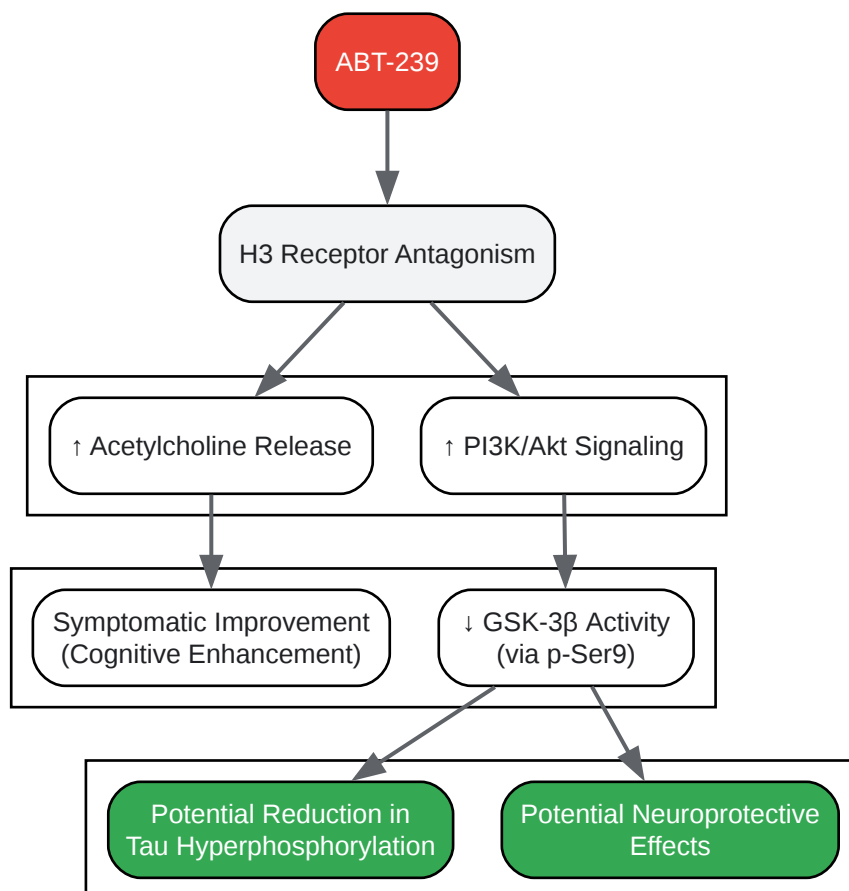 ABT-239
H3 Receptor Antagonism
↑ Acetylcholine Release
↑ PI3K/Akt Signaling
Symptomatic Improvement
(Cognitive Enhancement)
↓ GSK-3β Activity
(via p-Ser9)
Potential Reduction in
Tau Hyperphosphorylation
Potential Neuroprotective
Effects